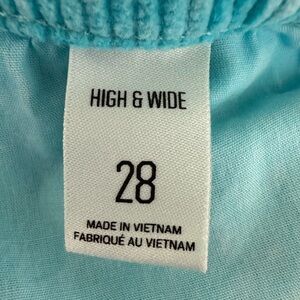 HIGH & WIDE
28
MADE IN VIETNAM
FABRIQUÉ AU VIETNAM